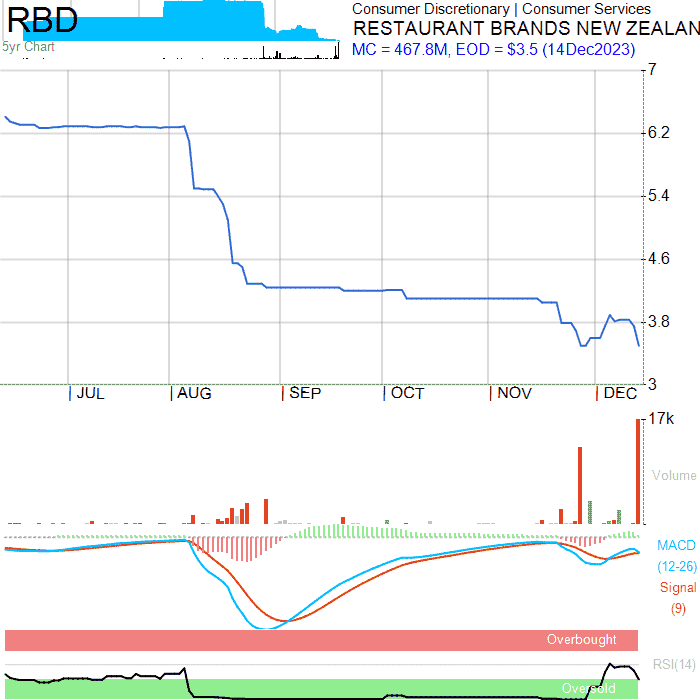 RBD
5yr Chart
Consumer Discretionary | Consumer Services
RESTAURANT BRANDS NEW ZEALAN
MC = 467.8M, EOD = $3.5 (14Dec2023)
7
6.2
5.4
4.6
3.8
3
JUL AUG SEP OCT NOV DEC
17k
Volume
MACD
(12-26)
Signal
(9)
Overbought
RSI(14)
Oversold